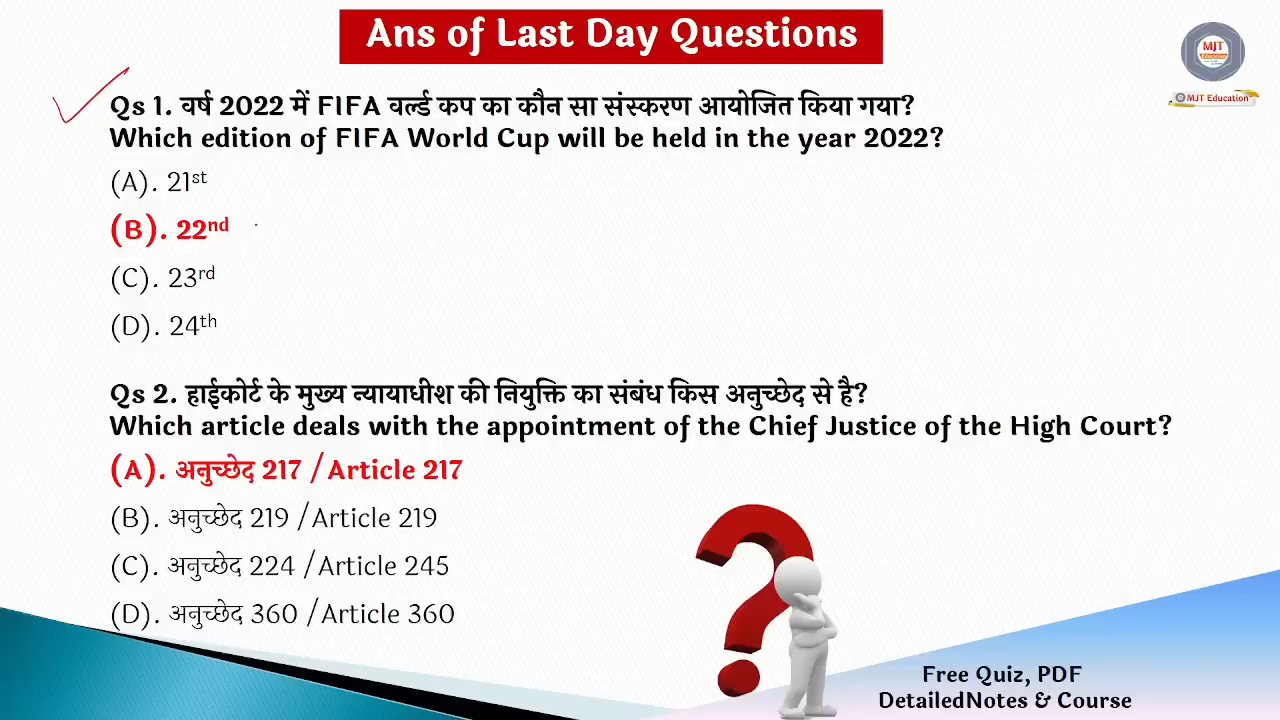 Ans of Last Day Questions
MJT
Education
MJT Education
Qs 1. वर्ष 2022 में FIFA वर्ल्ड कप का कौन सा संस्करण आयोजित किया गया?
Which edition of FIFA World Cup will be held in the year 2022?
(A). 21st
(B). 22nd
(C). 23rd
(D). 24th
Qs 2. हाईकोर्ट के मुख्य न्यायाधीश की नियुक्ति का संबंध किस अनुच्छेद से है?
Which article deals with the appointment of the Chief Justice of the High Court?
(A). अनुच्छेद 217 /Article 217
(B). अनुच्छेद 219 /Article 219
(C). अनुच्छेद 224 /Article 245
(D). अनुच्छेद 360 /Article 360
Free Quiz, PDF
DetailedNotes & Course